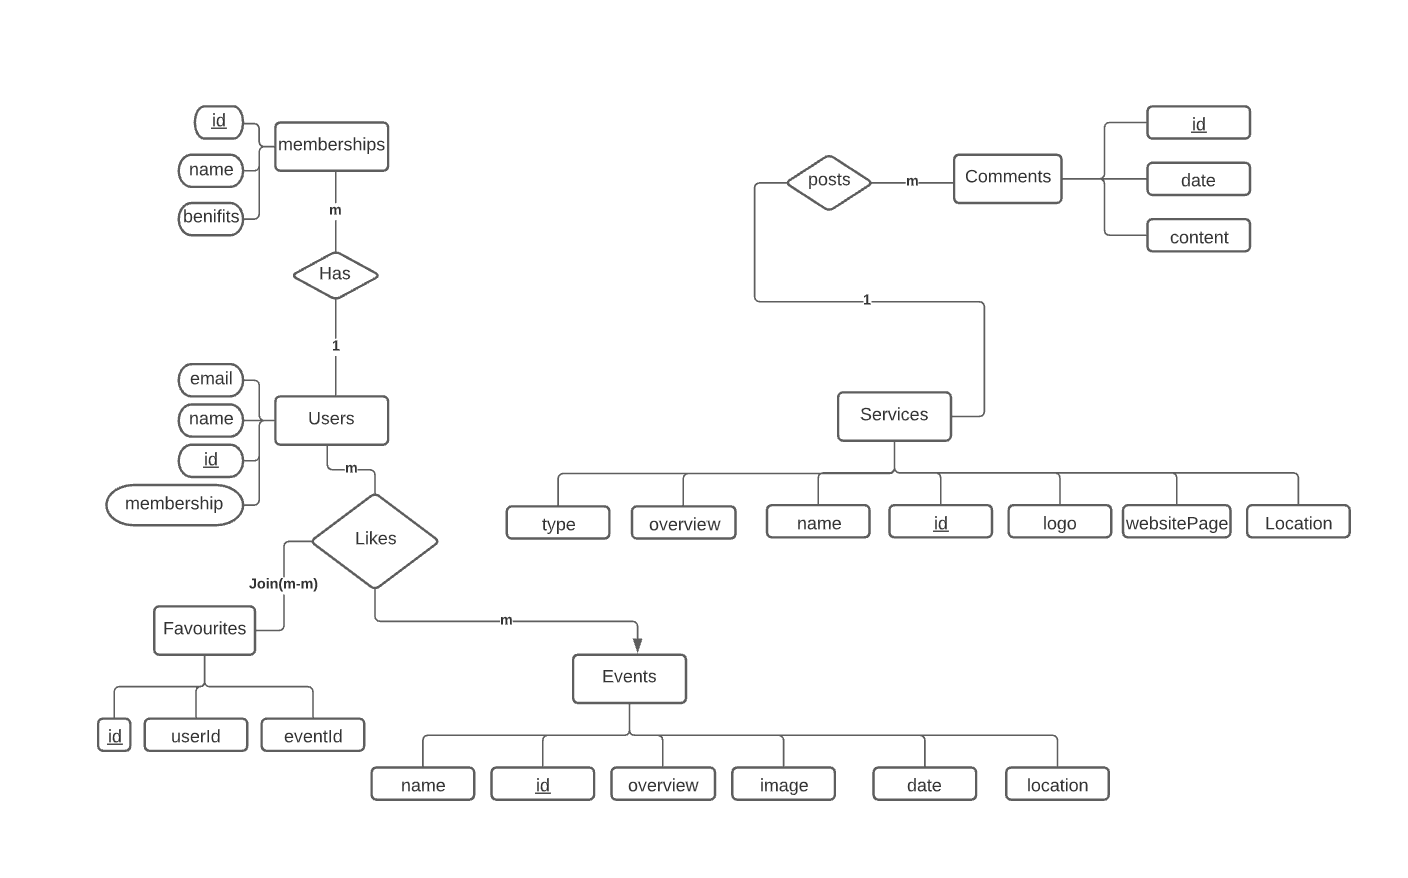 id
memberships
name
benifits
m
Has
1
email
name
Users
id
membership
m
Likes
Join(m-m)
Favourites
id
userId
eventId
m
Events
name
id
overview
image
date
location
posts
m
Comments
id
date
content
1
Services
type
overview
name
id
logo
websitePage
Location